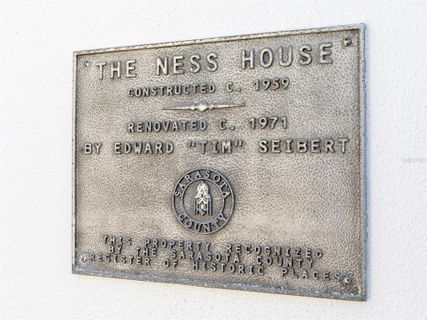 THE NESS HOUSE
CONSTRUCTED C. 1959
RENOVATED C. 1971
BY EDWARD "TIM" SEIBERT
SARASOTA
COUNTY
THIS PROPERTY RECOGNIZED
BY THE SARASOTA COUNTY
REGISTER OF HISTORIC PLACES